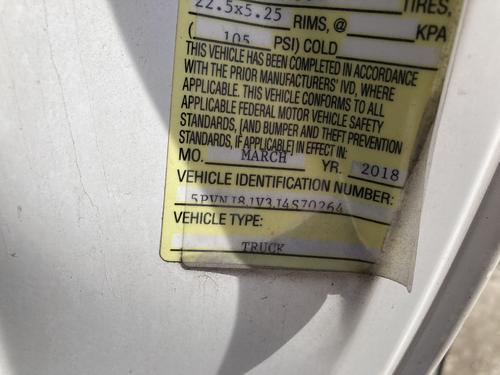 22.5x5.25 RIMS, @ KPA
TIRES,
( 105 PSI) COLD
THIS VEHICLE HAS BEEN COMPLETED IN ACCORDANCE
WITH THE PRIOR MANUFACTURERS' IVD, WHERE
APPLICABLE. THIS VEHICLE CONFORMS TO ALL
APPLICABLE FEDERAL MOTOR VEHICLE SAFETY
STANDARDS, [AND BUMPER AND THEFT PREVENTION
STANDARDS, IF APPLICABLE] IN EFFECT IN:
MO. MARCH YR. 2018
VEHICLE IDENTIFICATION NUMBER:
5PVNJ8JV3J4S70264
VEHICLE TYPE:
TRUCK